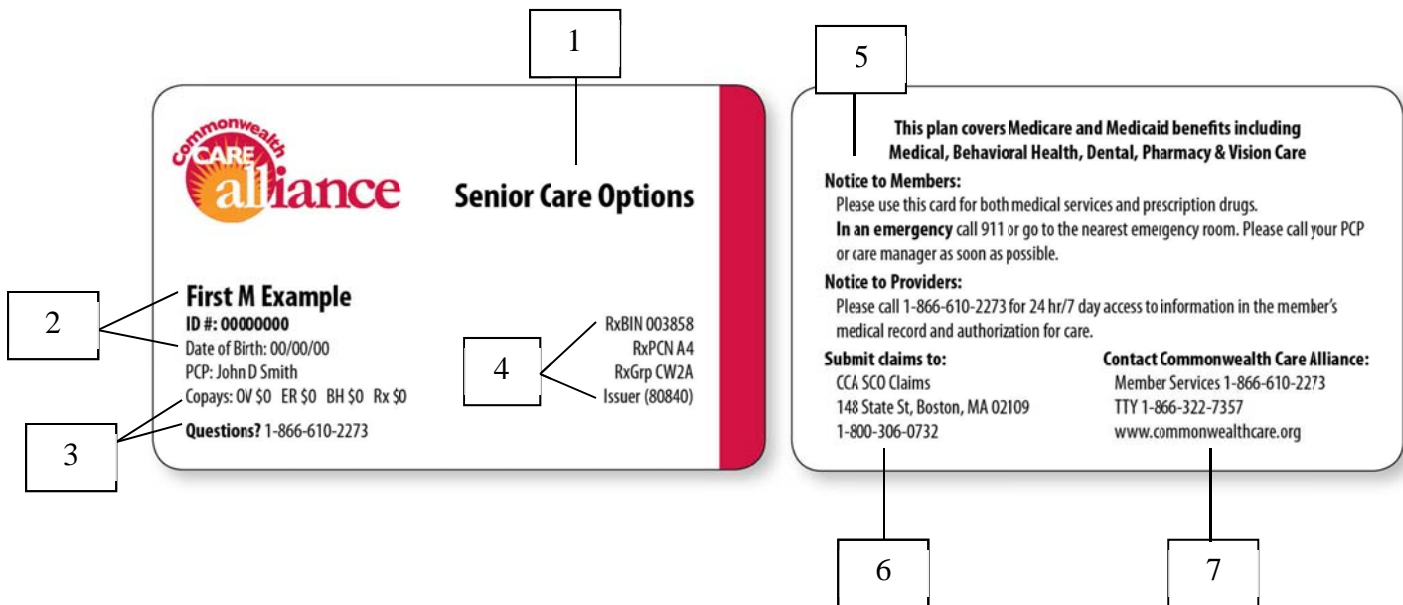 1
5
Commonwealth
CARE
alliance
Senior Care Options
2
First M Example
ID #: 00000000
Date of Birth: 00/00/00
PCP: John D Smith
Copays: OV $0 ER $0 BH $0 Rx $0
Questions? 1-866-610-2273
3
4
RxBIN 003858
RxPCN A4
RxGrp CW2A
Issuer (80840)
This plan covers Medicare and Medicaid benefits including
Medical, Behavioral Health, Dental, Pharmacy & Vision Care
Notice to Members:
Please use this card for both medical services and prescription drugs.
In an emergency call 911 or go to the nearest emergency room. Please call your PCP
or care manager as soon as possible.
Notice to Providers:
Please call 1-866-610-2273 for 24 hr/7 day access to information in the member's
medical record and authorization for care.
Submit claims to:
CCA SCO Claims
148 State St, Boston, MA 02109
1-800-306-0732
Contact Commonwealth Care Alliance:
Member Services 1-866-610-2273
TTY 1-866-322-7357
www.commonwealthcare.org
6
7